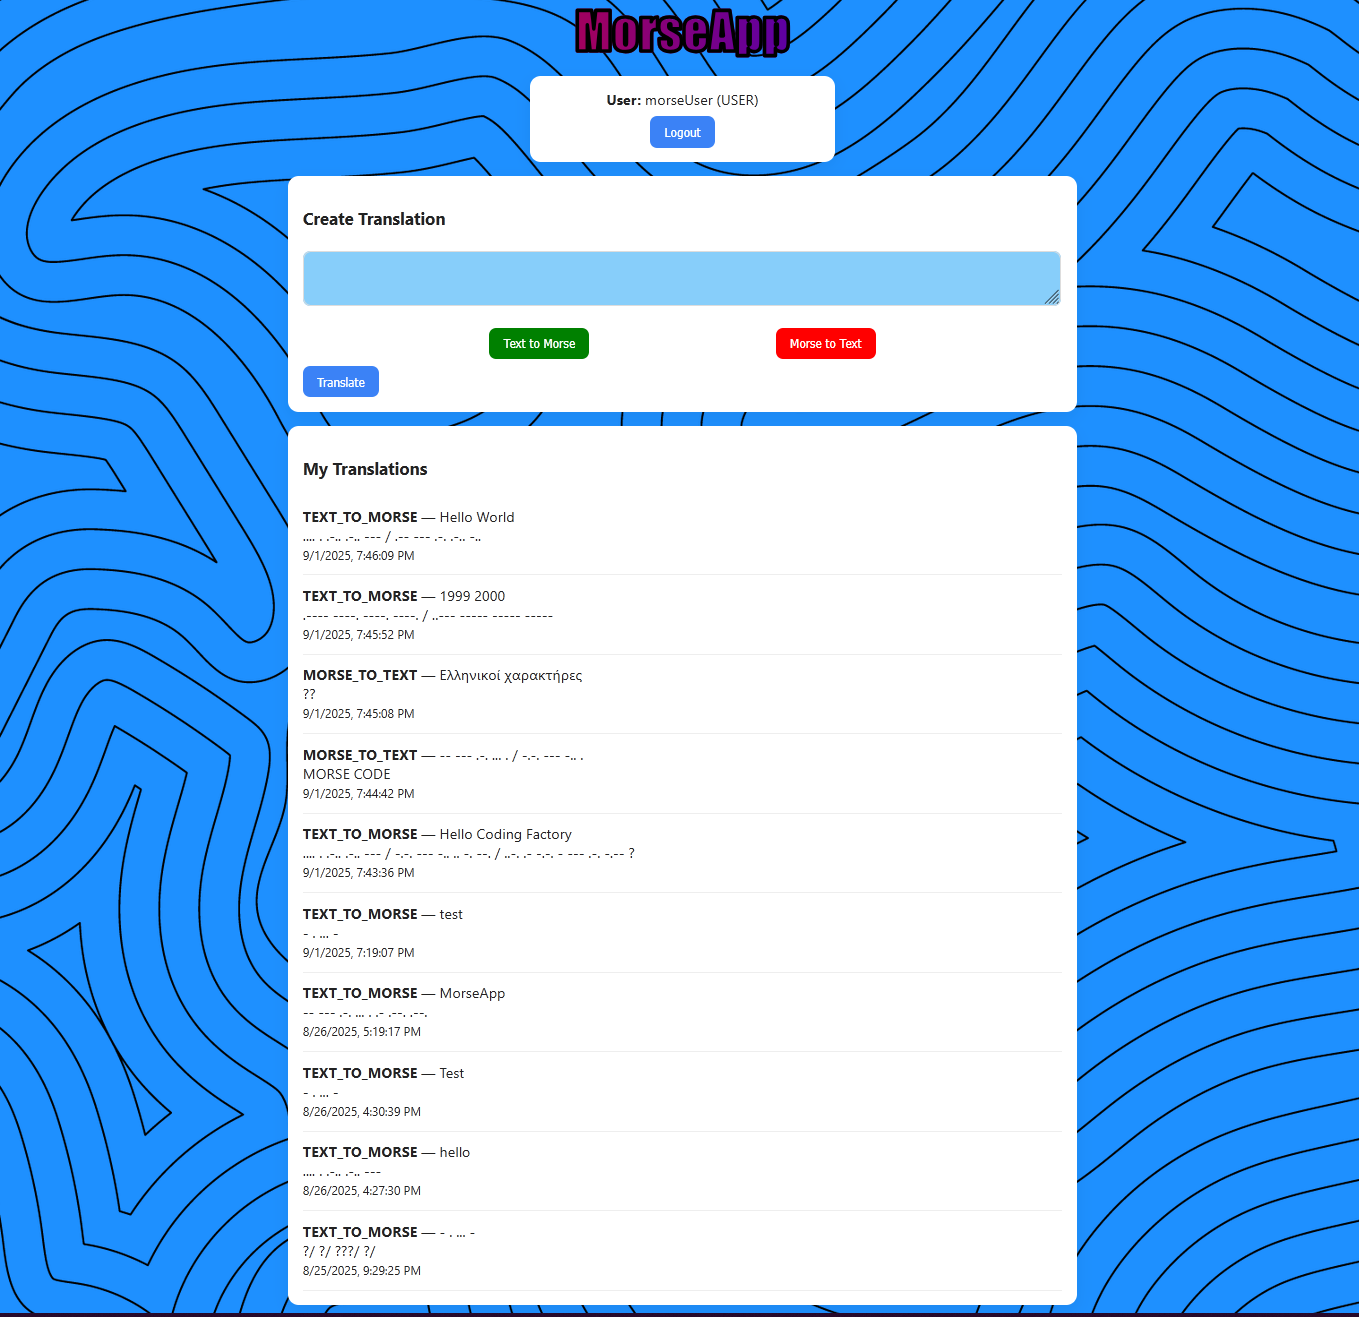 MorseApp
User: morseUser (USER)
Logout
Create Translation
Text to Morse
Morse to Text
Translate
My Translations
TEXT_TO_MORSE — Hello World
.... . .-.. .-.. --- / .-- --- .-. .-.. -..
9/1/2025, 7:46:09 PM
TEXT_TO_MORSE — 1999 2000
.---- ----. ----. ----. / ..--- ----- ----- -----
9/1/2025, 7:45:52 PM
MORSE_TO_TEXT — Ελληνικοί χαρακτήρες
??
9/1/2025, 7:45:08 PM
MORSE_TO_TEXT — -- --- .-. ... . / -.-. --- -.. .
MORSE CODE
9/1/2025, 7:44:42 PM
TEXT_TO_MORSE — Hello Coding Factory
.... . .-.. .-.. --- / -.-. --- -.. .. -. --. / ..-. .- -.-. - --- .-. -.-- ?
9/1/2025, 7:43:36 PM
TEXT_TO_MORSE — test
- . ... -
9/1/2025, 7:19:07 PM
TEXT_TO_MORSE — MorseApp
-- --- .-. ... . .- .--. .--.
8/26/2025, 5:19:17 PM
TEXT_TO_MORSE — Test
- . ... -
8/26/2025, 4:30:39 PM
TEXT_TO_MORSE — hello
.... . .-.. .-.. ---
8/26/2025, 4:27:30 PM
TEXT_TO_MORSE — - . ... -
?/ ?/ ???/ ?/
8/25/2025, 9:29:25 PM